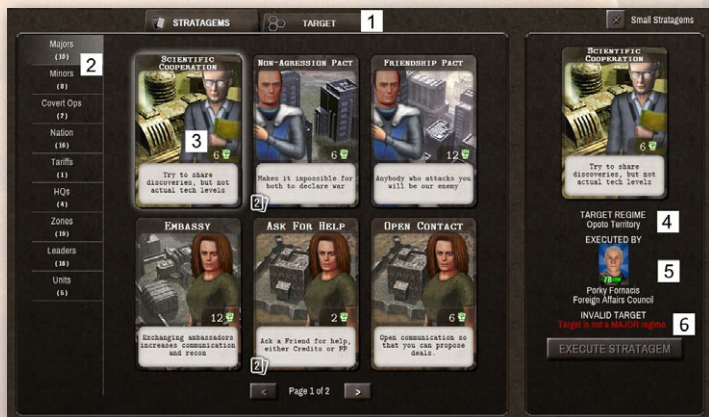 STRATAGEMS
TARGET
1
Small Stratagems
Majors
(10)
2
Minors
(8)
Covert Ops
(7)
Nation
(16)
Tariffs
(1)
HQs
(4)
Zones
(19)
Leaders
(18)
Units
(5)
Scientific
Cooperation
3
6
Try to share
discoveries, but not
actual tech levels
Non-Agression Pact
6
Makes it impossible for
both to declare war
2
Friendship Pact
12
Anybody who attacks you
will be our enemy
Embassy
12
Exchanging ambassadors
increases communication
and recon
Ask For Help
2
Ask a Friend for help,
either Credits or PP
2
Open Contact
6
Open communication so
that you can propose
deals.
< Page 1 of 2 >
Scientific
Cooperation
6
Try to share
discoveries, but not
actual tech levels
TARGET REGIME
4
Opoto Territory
EXECUTED BY
5
78
Porky Fornacis
Foreign Affairs Council
INVALID TARGET
6
Target is not a MAJOR regime.
EXECUTE STRATAGEM